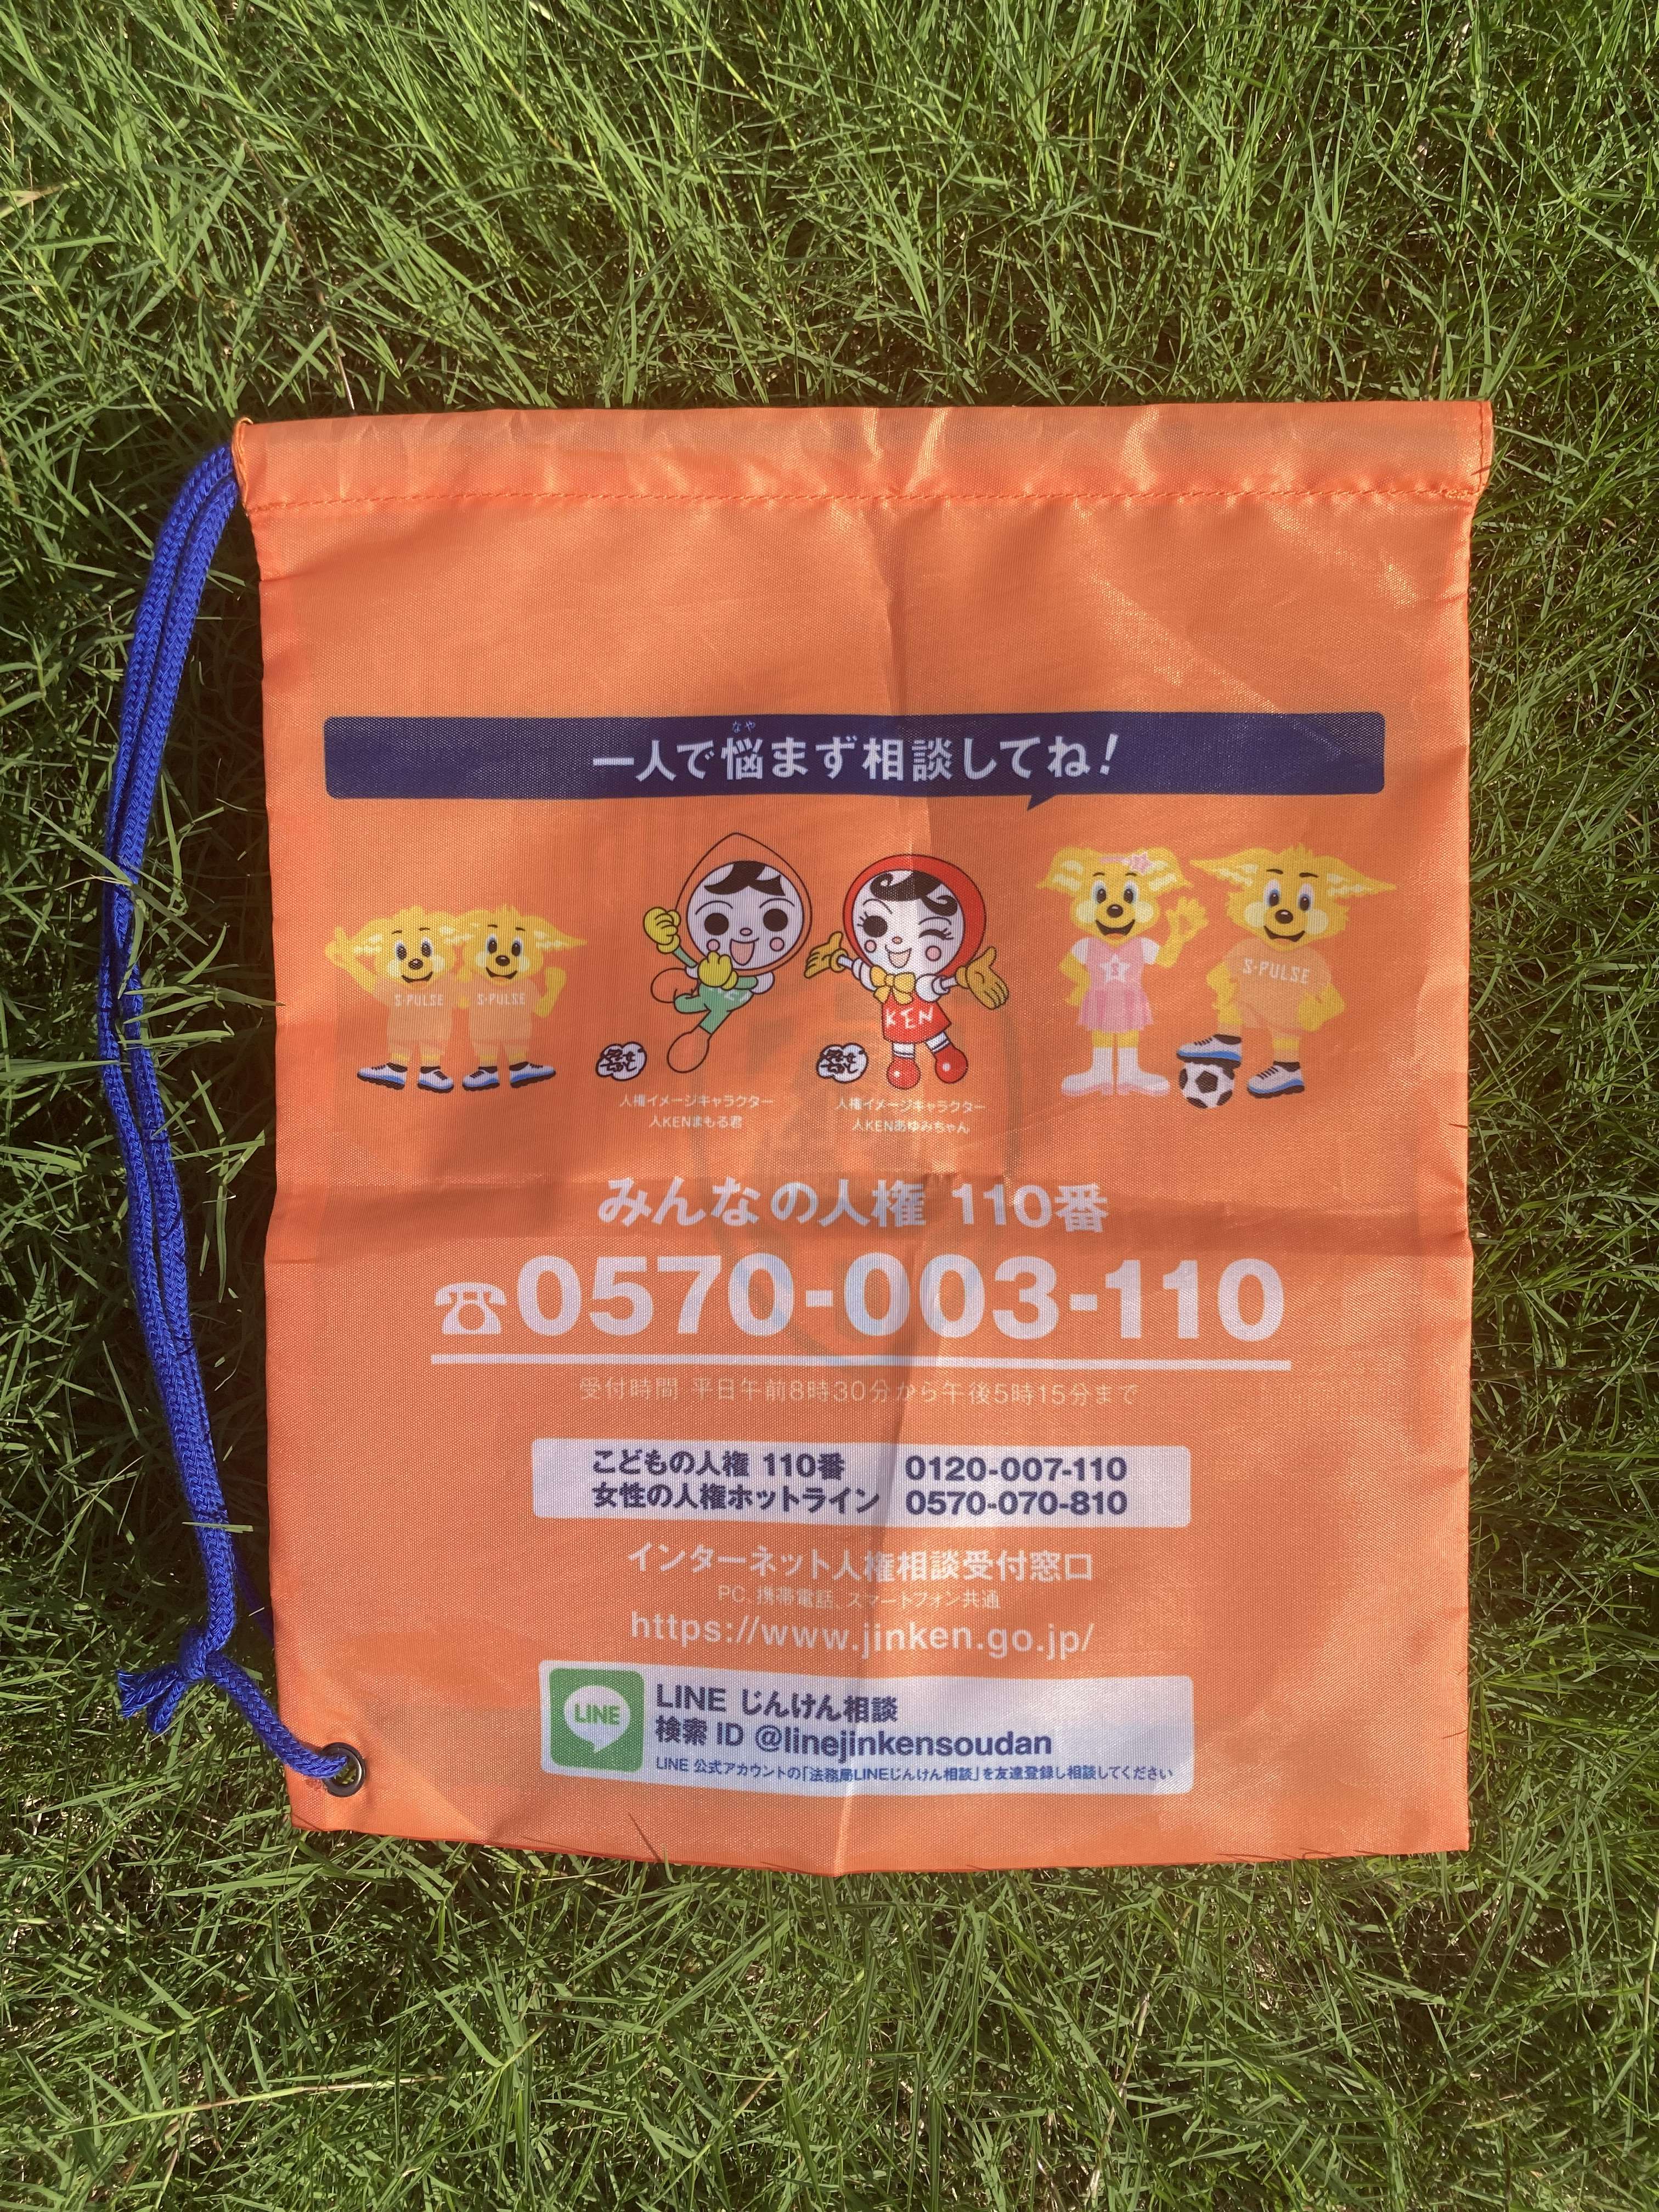 なや
一人で悩まず相談してね!
S-PULSE S-PULSE
KEN
S
S-PULSE
人権イメージキャラクター
人KENまもる君
人権イメージキャラクター
人KENあゆみちゃん
みんなの人権 110番
☎0570-003-110
受付時間 平日午前8時30分から午後5時15分まで
こどもの人権 110番 0120-007-110
女性の人権ホットライン 0570-070-810
インターネット人権相談受付窓口
PC、携帯電話、スマートフォン共通
https://www.jinken.go.jp/
LINE
LINE じんけん相談
検索 ID @linejinkensoudan
LINE 公式アカウントの「法務局LINEじんけん相談」を友達登録し相談してください